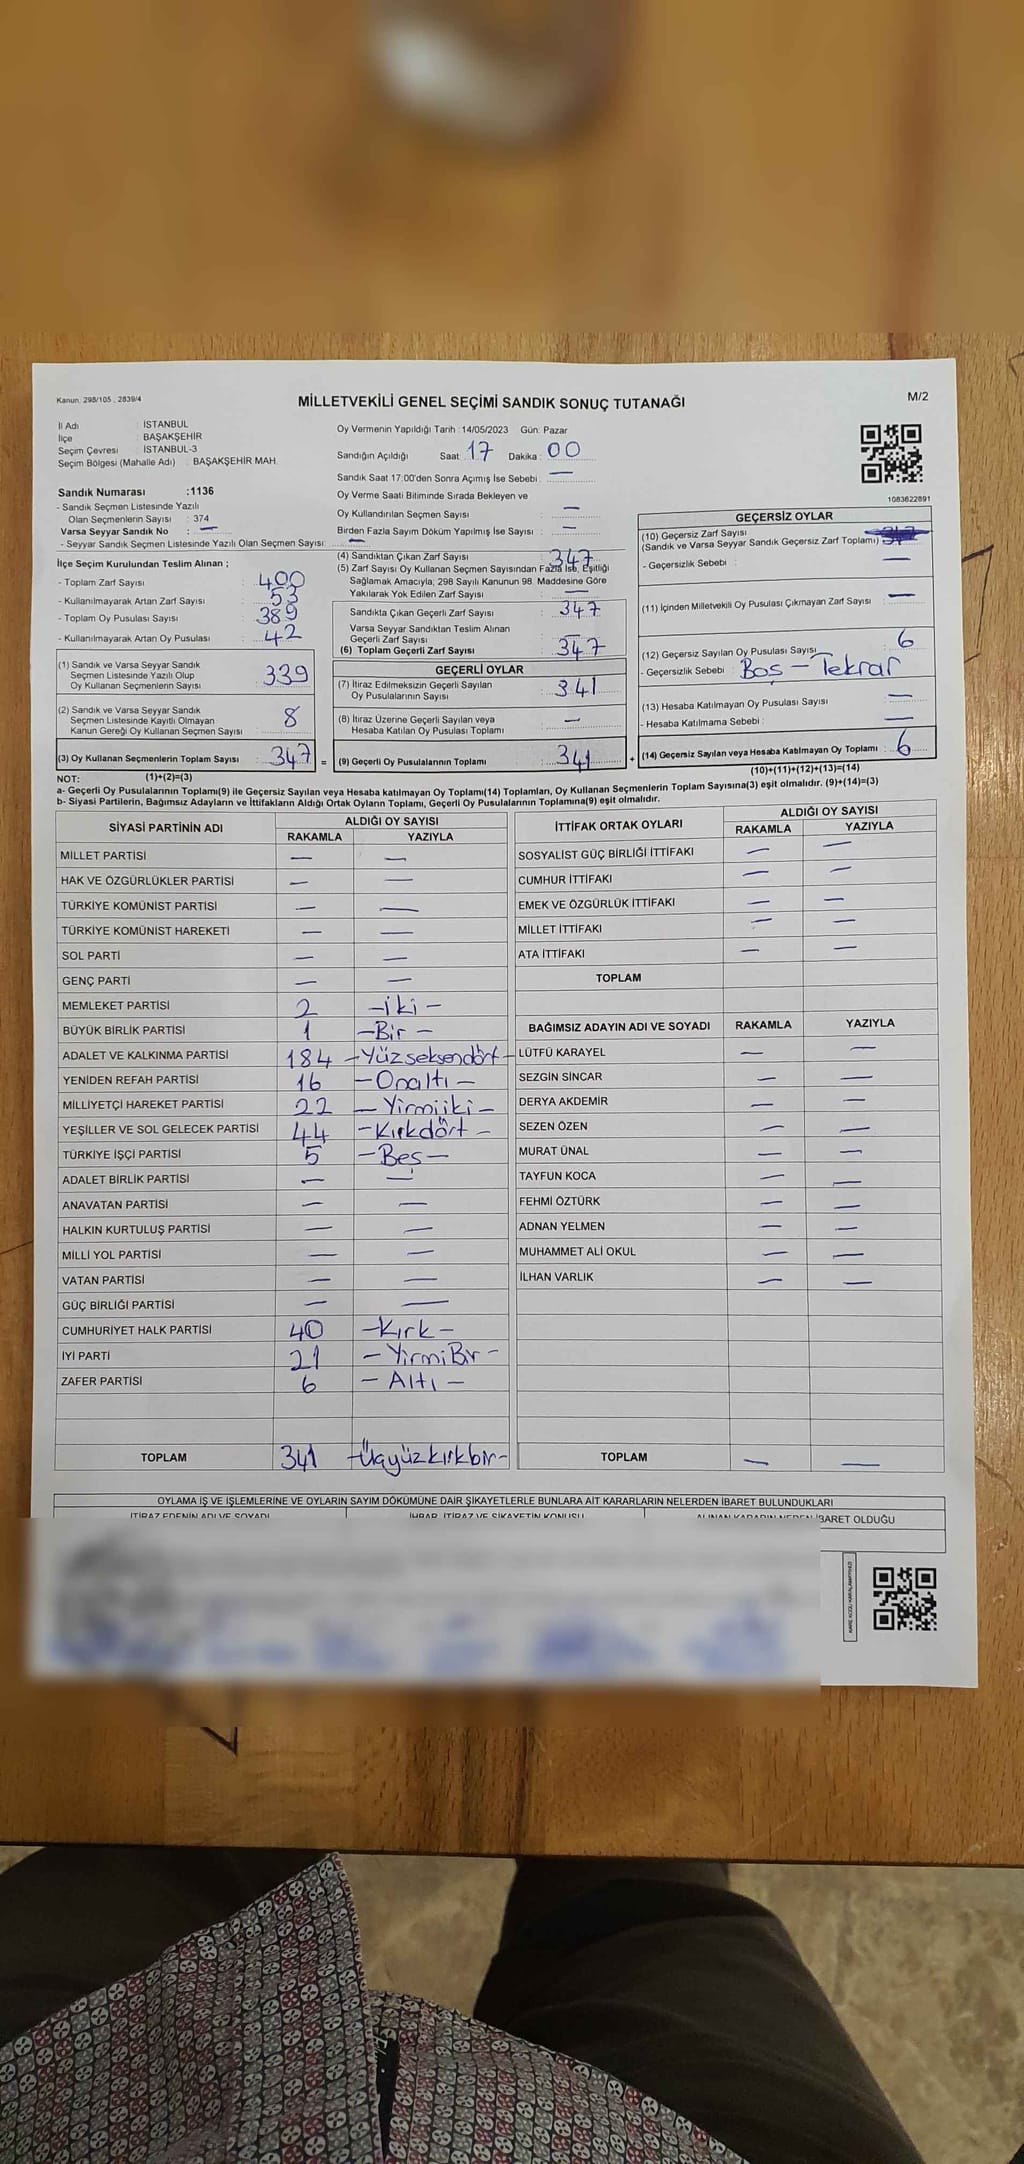 Kanun: 298/105 , 2839/4
MİLLETVEKİLİ GENEL SEÇİMİ SANDIK SONUÇ TUTANAĞI
M/2
İl Adı : İSTANBUL
İlçe : BAŞAKŞEHİR
Seçim Çevresi : İSTANBUL-3
Seçim Bölgesi (Mahalle Adı) : BAŞAKŞEHİR MAH.
Sandık Numarası :1136
- Sandık Seçmen Listesinde Yazılı
Olan Seçmenlerin Sayısı : 374
Varsa Seyyar Sandık No : —
- Seyyar Sandık Seçmen Listesinde Yazılı Olan Seçmen Sayısı: —
İlçe Seçim Kurulundan Teslim Alınan ;
- Toplam Zarf Sayısı : 400
- Kullanılmayarak Artan Zarf Sayısı : 53
- Toplam Oy Pusulası Sayısı : 389
- Kullanılmayarak Artan Oy Pusulası : 42
(1) Sandık ve Varsa Seyyar Sandık
Seçmen Listesinde Yazılı Olup
Oy Kullanan Seçmenlerin Sayısı : 339
(2) Sandık ve Varsa Seyyar Sandık
Seçmen Listesinde Kayıtlı Olmayan
Kanun Gereği Oy Kullanan Seçmen Sayısı : 8
(3) Oy Kullanan Seçmenlerin Toplam Sayısı : 347 =
Oy Vermenin Yapıldığı Tarih : 14/05/2023 Gün: Pazar
Sandığın Açıldığı Saat: 17 Dakika : 00
Sandık Saat 17:00'den Sonra Açımış İse Sebebi : —
Oy Verme Saati Bitiminde Sırada Bekleyen ve
Oy Kullandırılan Seçmen Sayısı : —
Birden Fazla Sayım Döküm Yapılmış İse Sayısı : —
(4) Sandıktan Çıkan Zarf Sayısı : 347
(5) Zarf Sayısı Oy Kullanan Seçmen Sayısından Fazla İse, Eşitliği
Sağlamak Amacıyla, 298 Sayılı Kanunun 98. Maddesine Göre
Yakılarak Yok Edilen Zarf Sayısı : —
Sandıkta Çıkan Geçerli Zarf Sayısı : 347
Varsa Seyyar Sandıktan Teslim Alınan
Geçerli Zarf Sayısı : —
(6) Toplam Geçerli Zarf Sayısı : 347
GEÇERLİ OYLAR
(7) İtiraz Edilmeksizin Geçerli Sayılan
Oy Pusulalarının Sayısı : 341
(8) İtiraz Üzerine Geçerli Sayılan veya
Hesaba Katılan Oy Pusulası Toplamı : —
(9) Geçerli Oy Pusulalarının Toplamı : 341 +
1083622891
GEÇERSİZ OYLAR
(10) Geçersiz Zarf Sayısı
(Sandık ve Varsa Seyyar Sandık Geçersiz Zarf Toplamı)
- Geçersizlik Sebebi : —
(11) İçinden Milletvekili Oy Pusulası Çıkmayan Zarf Sayısı : —
(12) Geçersiz Sayılan Oy Pusulası Sayısı : 6
- Geçersizlik Sebebi : Boş - Tekrar
(13) Hesaba Katılmayan Oy Pusulası Sayısı : —
- Hesaba Katılmama Sebebi : —
(14) Geçersiz Sayılan veya Hesaba Katılmayan Oy Toplamı : 6
NOT: (1)+(2)=(3)
(10)+(11)+(12)+(13)=(14)
a- Geçerli Oy Pusulalarının Toplamı(9) ile Geçersiz Sayılan veya Hesaba katılmayan Oy Toplamı(14) Toplamları, Oy Kullanan Seçmenlerin Toplam Sayısına(3) eşit olmalıdır. (9)+(14)=(3)
b- Siyasi Partilerin, Bağımsız Adayların ve İttifakların Aldığı Ortak Oyların Toplamı, Geçerli Oy Pusulalarının Toplamına(9) eşit olmalıdır.
SİYASİ PARTİNİN ADI
ALDIĞI OY SAYISI
RAKAMLA YAZIYLA
MİLLET PARTİSİ — —
HAK VE ÖZGÜRLÜKLER PARTİSİ — —
TÜRKİYE KOMÜNİST PARTİSİ — —
TÜRKİYE KOMÜNİST HAREKETİ — —
SOL PARTİ — —
GENÇ PARTİ — —
MEMLEKET PARTİSİ 2 -İki-
BÜYÜK BİRLİK PARTİSİ 1 -Bir-
ADALET VE KALKINMA PARTİSİ 184 -Yüzseksendört-
YENİDEN REFAH PARTİSİ 16 -Onaltı-
MİLLİYETÇİ HAREKET PARTİSİ 22 -Yirmiiki-
YEŞİLLER VE SOL GELECEK PARTİSİ 44 -Kırkdört-
TÜRKİYE İŞÇİ PARTİSİ 5 -Beş-
ADALET BİRLİK PARTİSİ — —
ANAVATAN PARTİSİ — —
HALKIN KURTULUŞ PARTİSİ — —
MİLLİ YOL PARTİSİ — —
VATAN PARTİSİ — —
GÜÇ BİRLİĞİ PARTİSİ — —
CUMHURİYET HALK PARTİSİ 40 -Kırk-
İYİ PARTİ 21 -YirmiBir-
ZAFER PARTİSİ 6 -Altı-
TOPLAM 341 -Üçyüzkırkbir-
İTTİFAK ORTAK OYLARI
ALDIĞI OY SAYISI
RAKAMLA YAZIYLA
SOSYALİST GÜÇ BİRLİĞİ İTTİFAKI — —
CUMHUR İTTİFAKI — —
EMEK VE ÖZGÜRLÜK İTTİFAKI — —
MİLLET İTTİFAKI — —
ATA İTTİFAKI — —
TOPLAM
BAĞIMSIZ ADAYIN ADI VE SOYADI RAKAMLA YAZIYLA
LÜTFÜ KARAYEL — —
SEZGİN SİNCAR — —
DERYA AKDEMİR — —
SEZEN ÖZEN — —
MURAT ÜNAL — —
TAYFUN KOCA — —
FEHMİ ÖZTÜRK — —
ADNAN YELMEN — —
MUHAMMET ALİ OKUL — —
İLHAN VARLIK — —
TOPLAM — —
OYLAMA İŞ VE İŞLEMLERİNE VE OYLARIN SAYIM DÖKÜMÜNE DAİR ŞİKAYETLERLE BUNLARA AİT KARARLARIN NELERDEN İBARET BULUNDUKLARI
İTİRAZ EDENİN ADI VE SOYADI İHBAR, İTİRAZ VE ŞİKAYETİN KONUSU ALINAN KARARIN NEDEN İBARET OLDUĞU